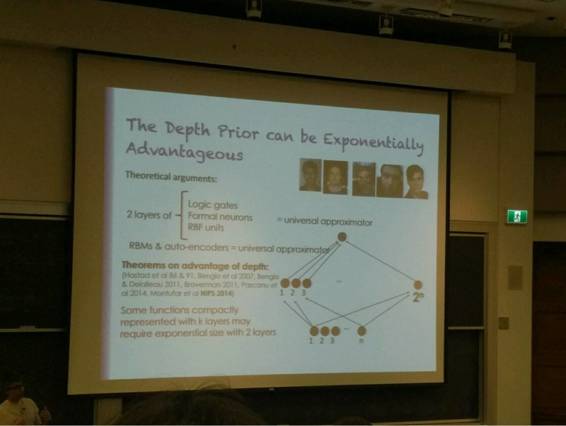 The Depth Prior can be Exponentially
Advantageous
Theoretical arguments:
Logic gates
2 layers of
Formal neurons
RBF units
= universal approximator
RBMs & auto-encoders = universal approximator
Theorems on advantage of depth:
(Hastad et al 86 & 91, Bengio et al 2007, Bengio
& Delalleau 2011, Braverman 2011, Pascanu et
al 2014, Montufar et al NIPS 2014)
Some functions compactly
represented with k layers may
require exponential size with 2 layers
1 2 3
2ⁿ
1 2 3
n